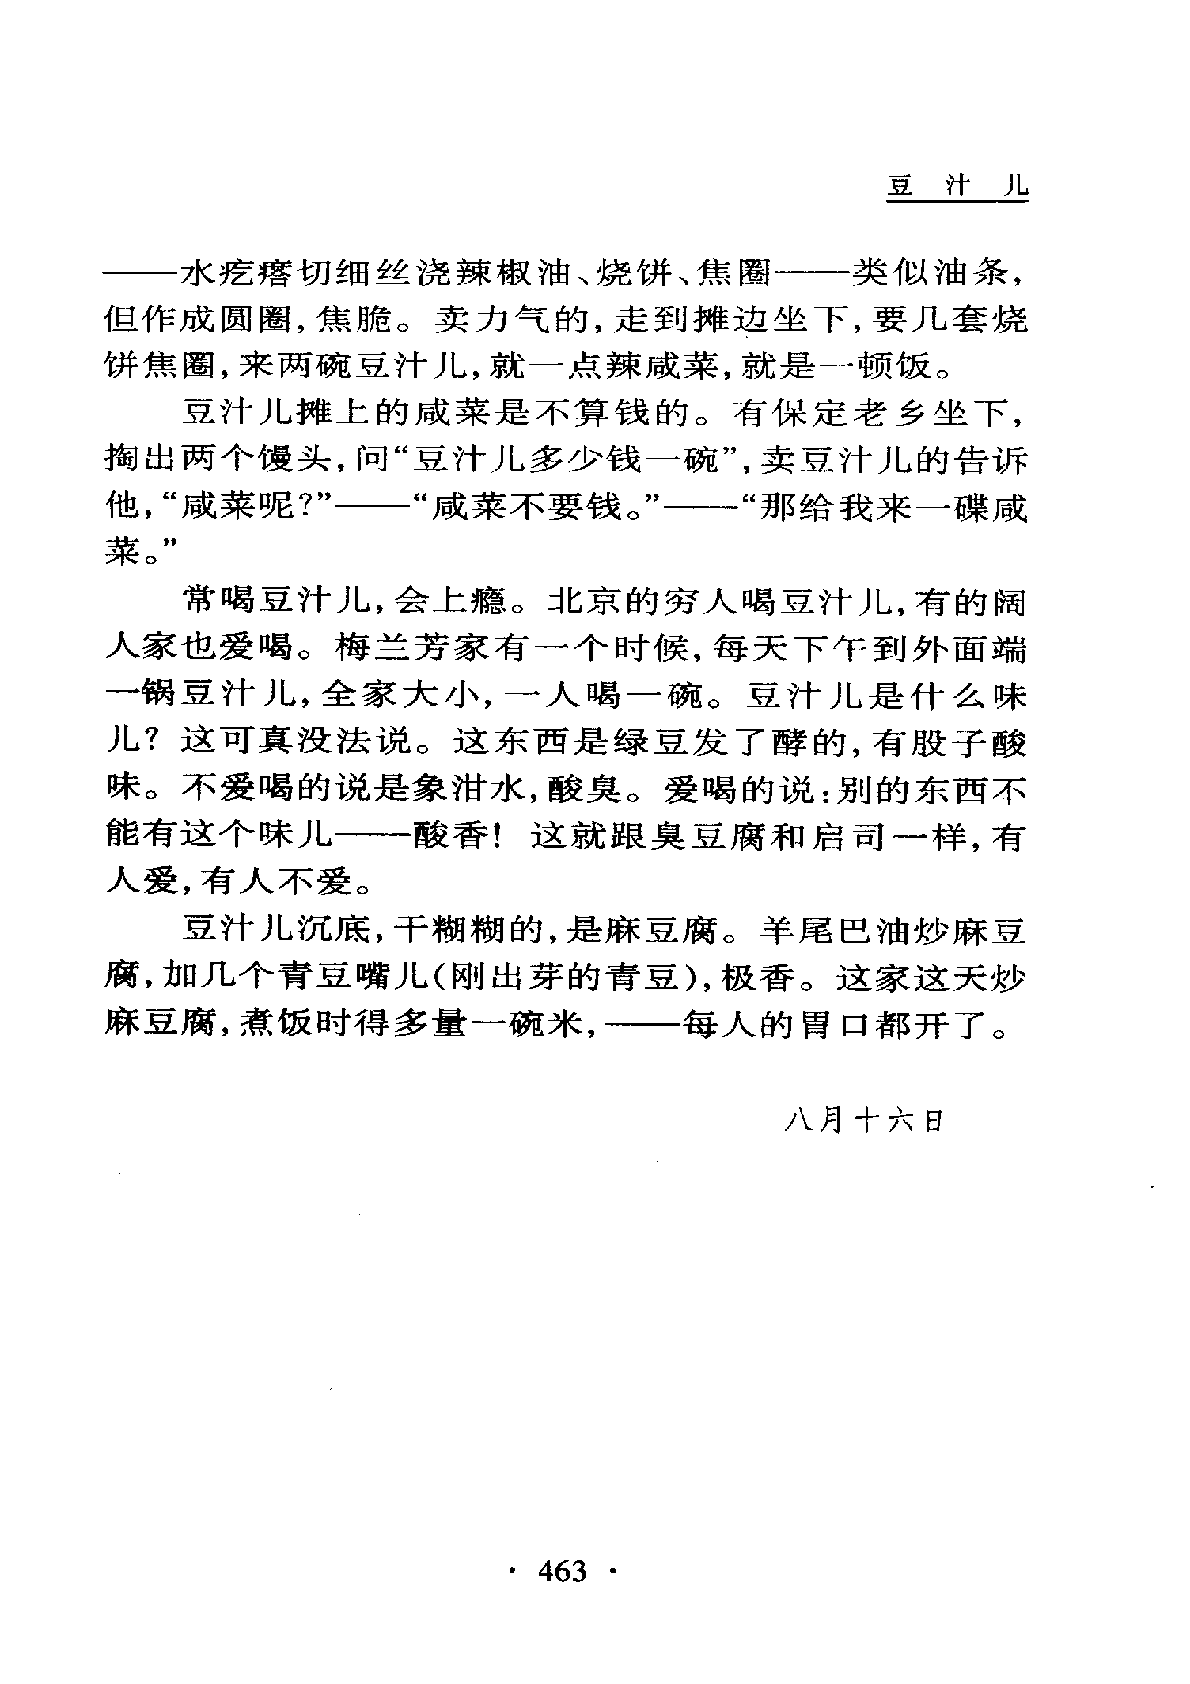 豆汁儿
——水疙瘩切细丝浇辣椒油、烧饼、焦圈——类似油条，
但作成圆圈，焦脆。卖力气的，走到摊边坐下，要几套烧
饼焦圈，来两碗豆汁儿，就一点辣咸菜，就是一顿饭。
豆汁儿摊上的咸菜是不算钱的。有保定老乡坐下，
掏出两个馒头，问“豆汁儿多少钱一碗”，卖豆汁儿的告诉
他，“咸菜呢？”——“咸菜不要钱。”——“那给我来一碟咸
菜。”
常喝豆汁儿，会上瘾。北京的穷人喝豆汁儿，有的阔
人家也爱喝。梅兰芳家有一个时候，每天下午到外面端
一锅豆汁儿，全家大小，一人喝一碗。豆汁儿是什么味
儿？这可真没法说。这东西是绿豆发了酵的，有股子酸
味。不爱喝的说是象泔水，酸臭。爱喝的说：别的东西不
能有这个味儿——酸香！这就跟臭豆腐和启司一样，有
人爱，有人不爱。
豆汁儿沉底，干糊糊的，是麻豆腐。羊尾巴油炒麻豆
腐，加几个青豆嘴儿（刚出芽的青豆），极香。这家这天炒
麻豆腐，煮饭时得多量一碗米，——每人的胃口都开了。
八月十六日
· 463 ·